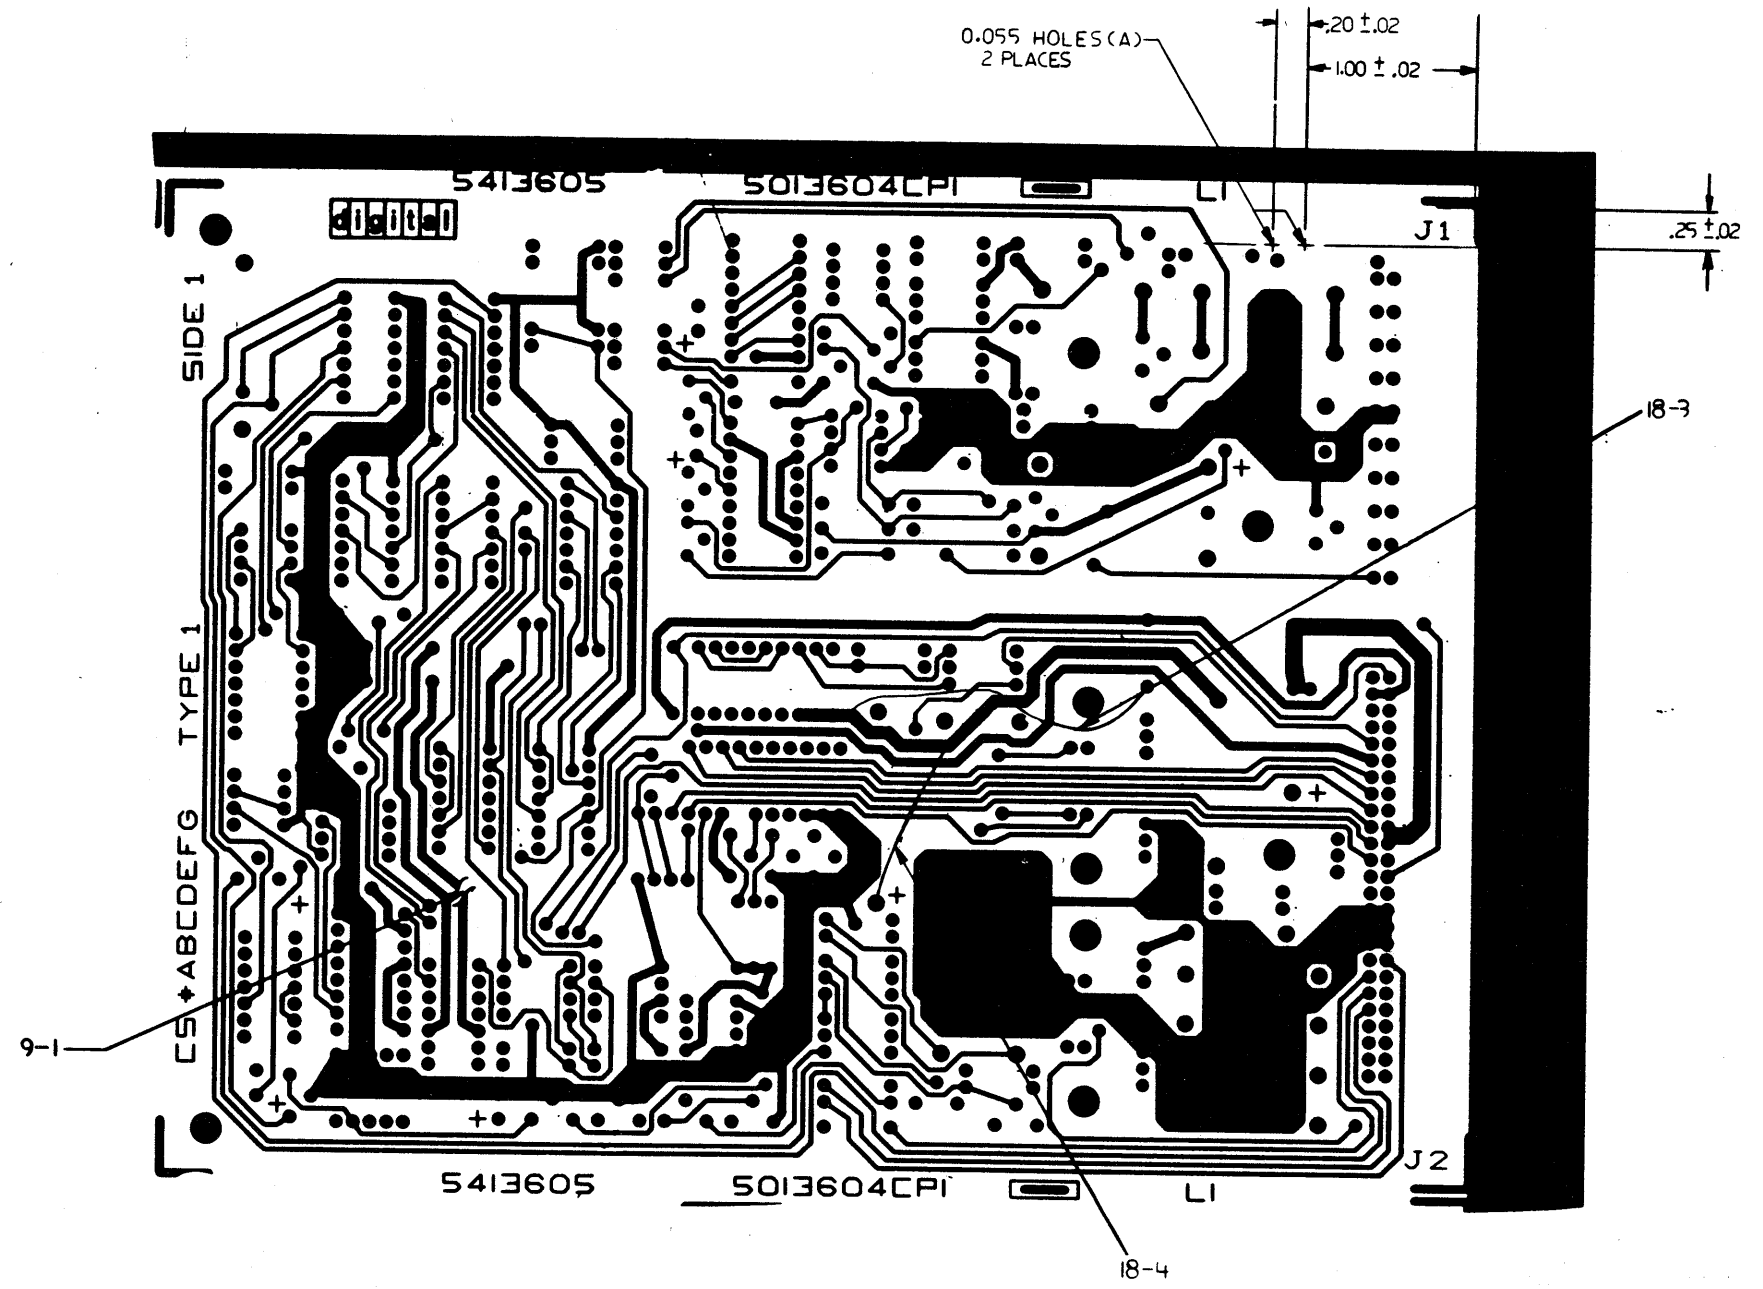 .20 ±.02
0.055 HOLES(A)
2 PLACES
1.00 ± .02
5413605
5013604CP1
L1
digital
J1
.25 ±.02
SIDE 1
18-3
TYPE 1
CS * ABCDEFG
9-1
J2
5413605
5013604CP1
L1
18-4